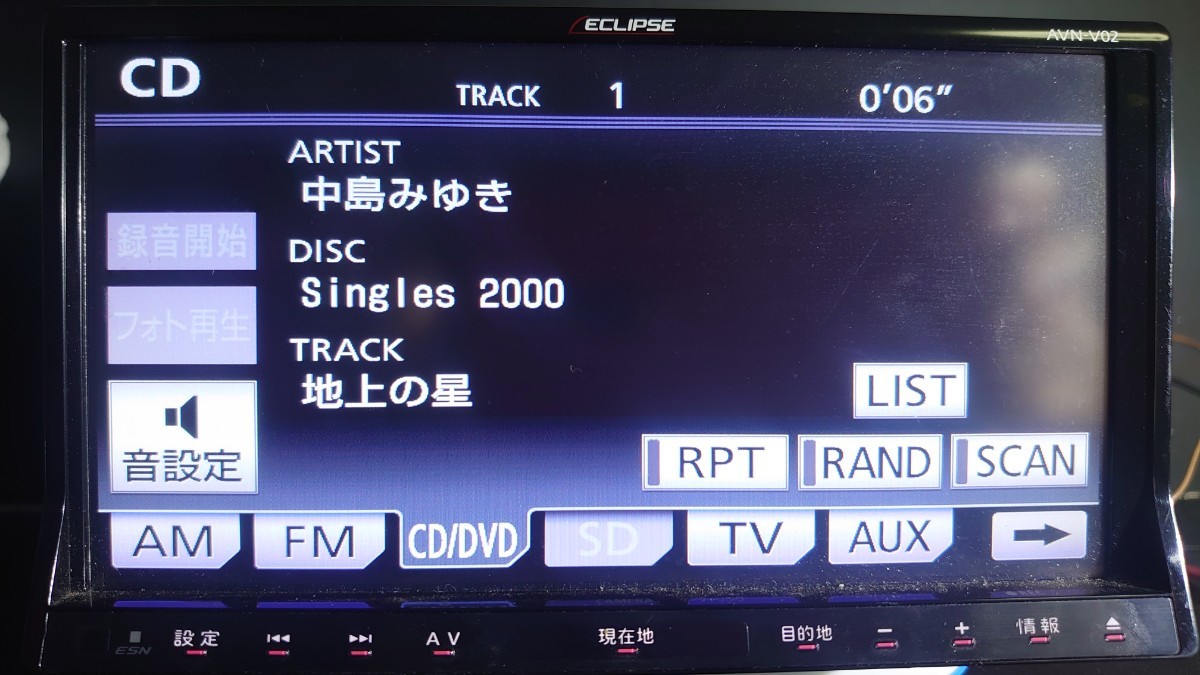 ECLIPSE
AVN-V02
CD
TRACK 1 0'06"
ARTIST
中島みゆき
録音開始
DISC
Singles 2000
フォト再生
TRACK
地上の星
LIST
音設定
RPT RAND SCAN
AM FM CD/DVD SD TV AUX
ESN 設定 AV 現在地 目的地 − + 情報